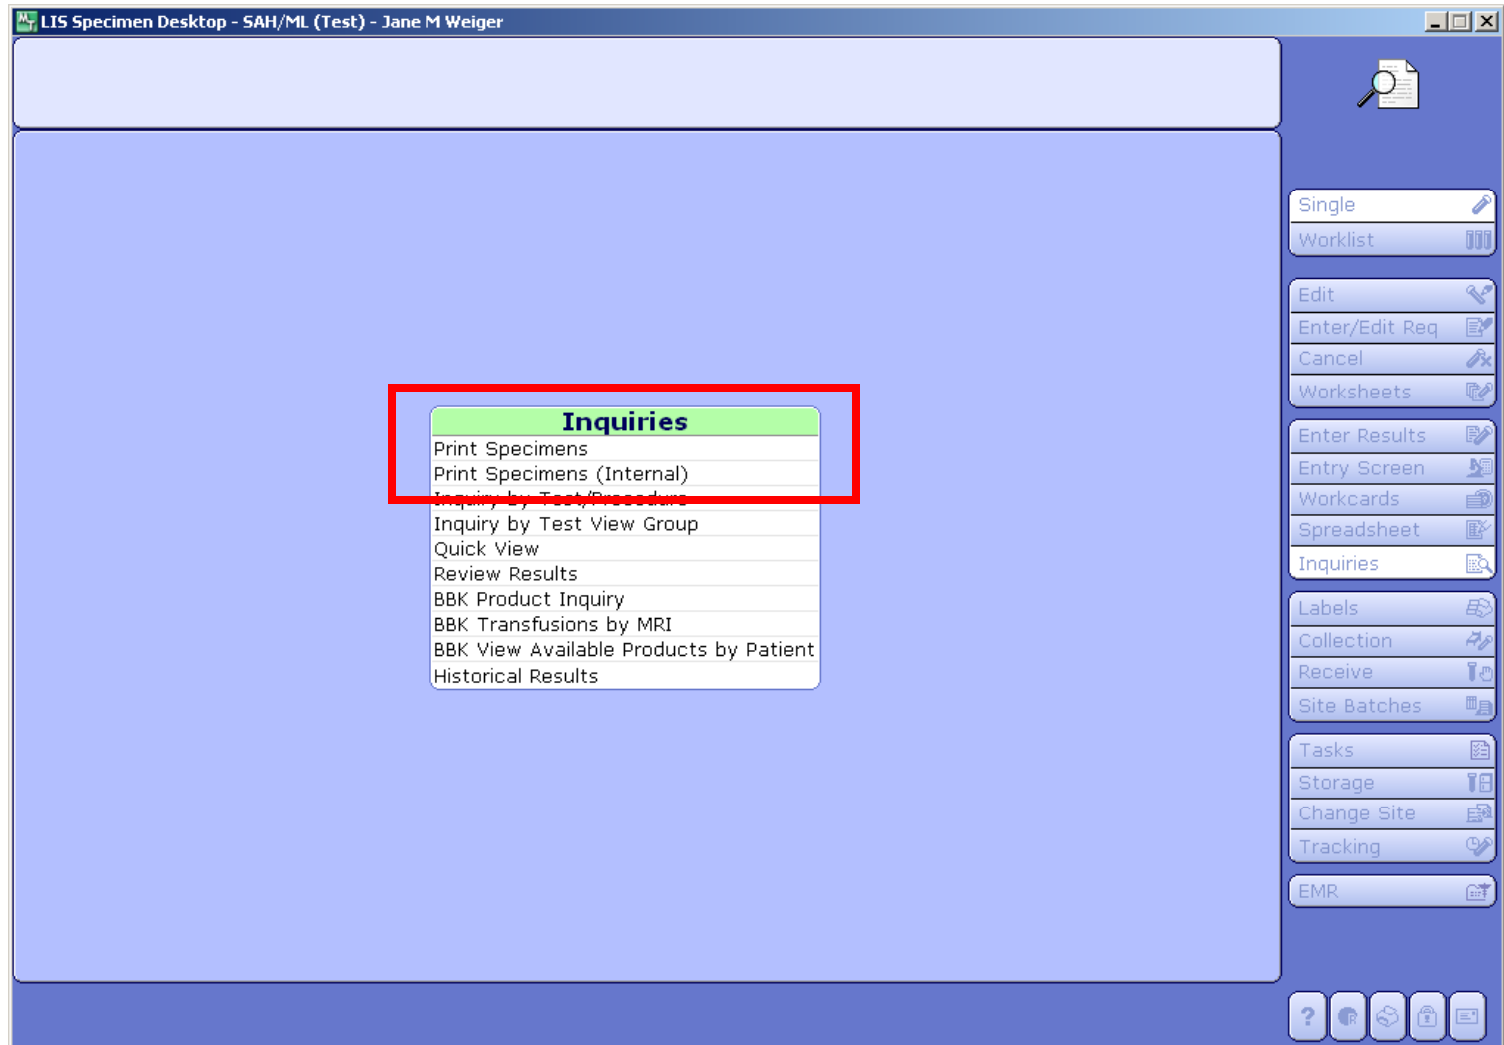 LIS Specimen Desktop - SAH/ML (Test) - Jane M Weiger
Inquiries
Print Specimens
Print Specimens (Internal)
Inquiry by Test/Procedure
Inquiry by Test View Group
Quick View
Review Results
BBK Product Inquiry
BBK Transfusions by MRI
BBK View Available Products by Patient
Historical Results
Single
Worklist
Edit
Enter/Edit Req
Cancel
Worksheets
Enter Results
Entry Screen
Workcards
Spreadsheet
Inquiries
Labels
Collection
Receive
Site Batches
Tasks
Storage
Change Site
Tracking
EMR
?
R